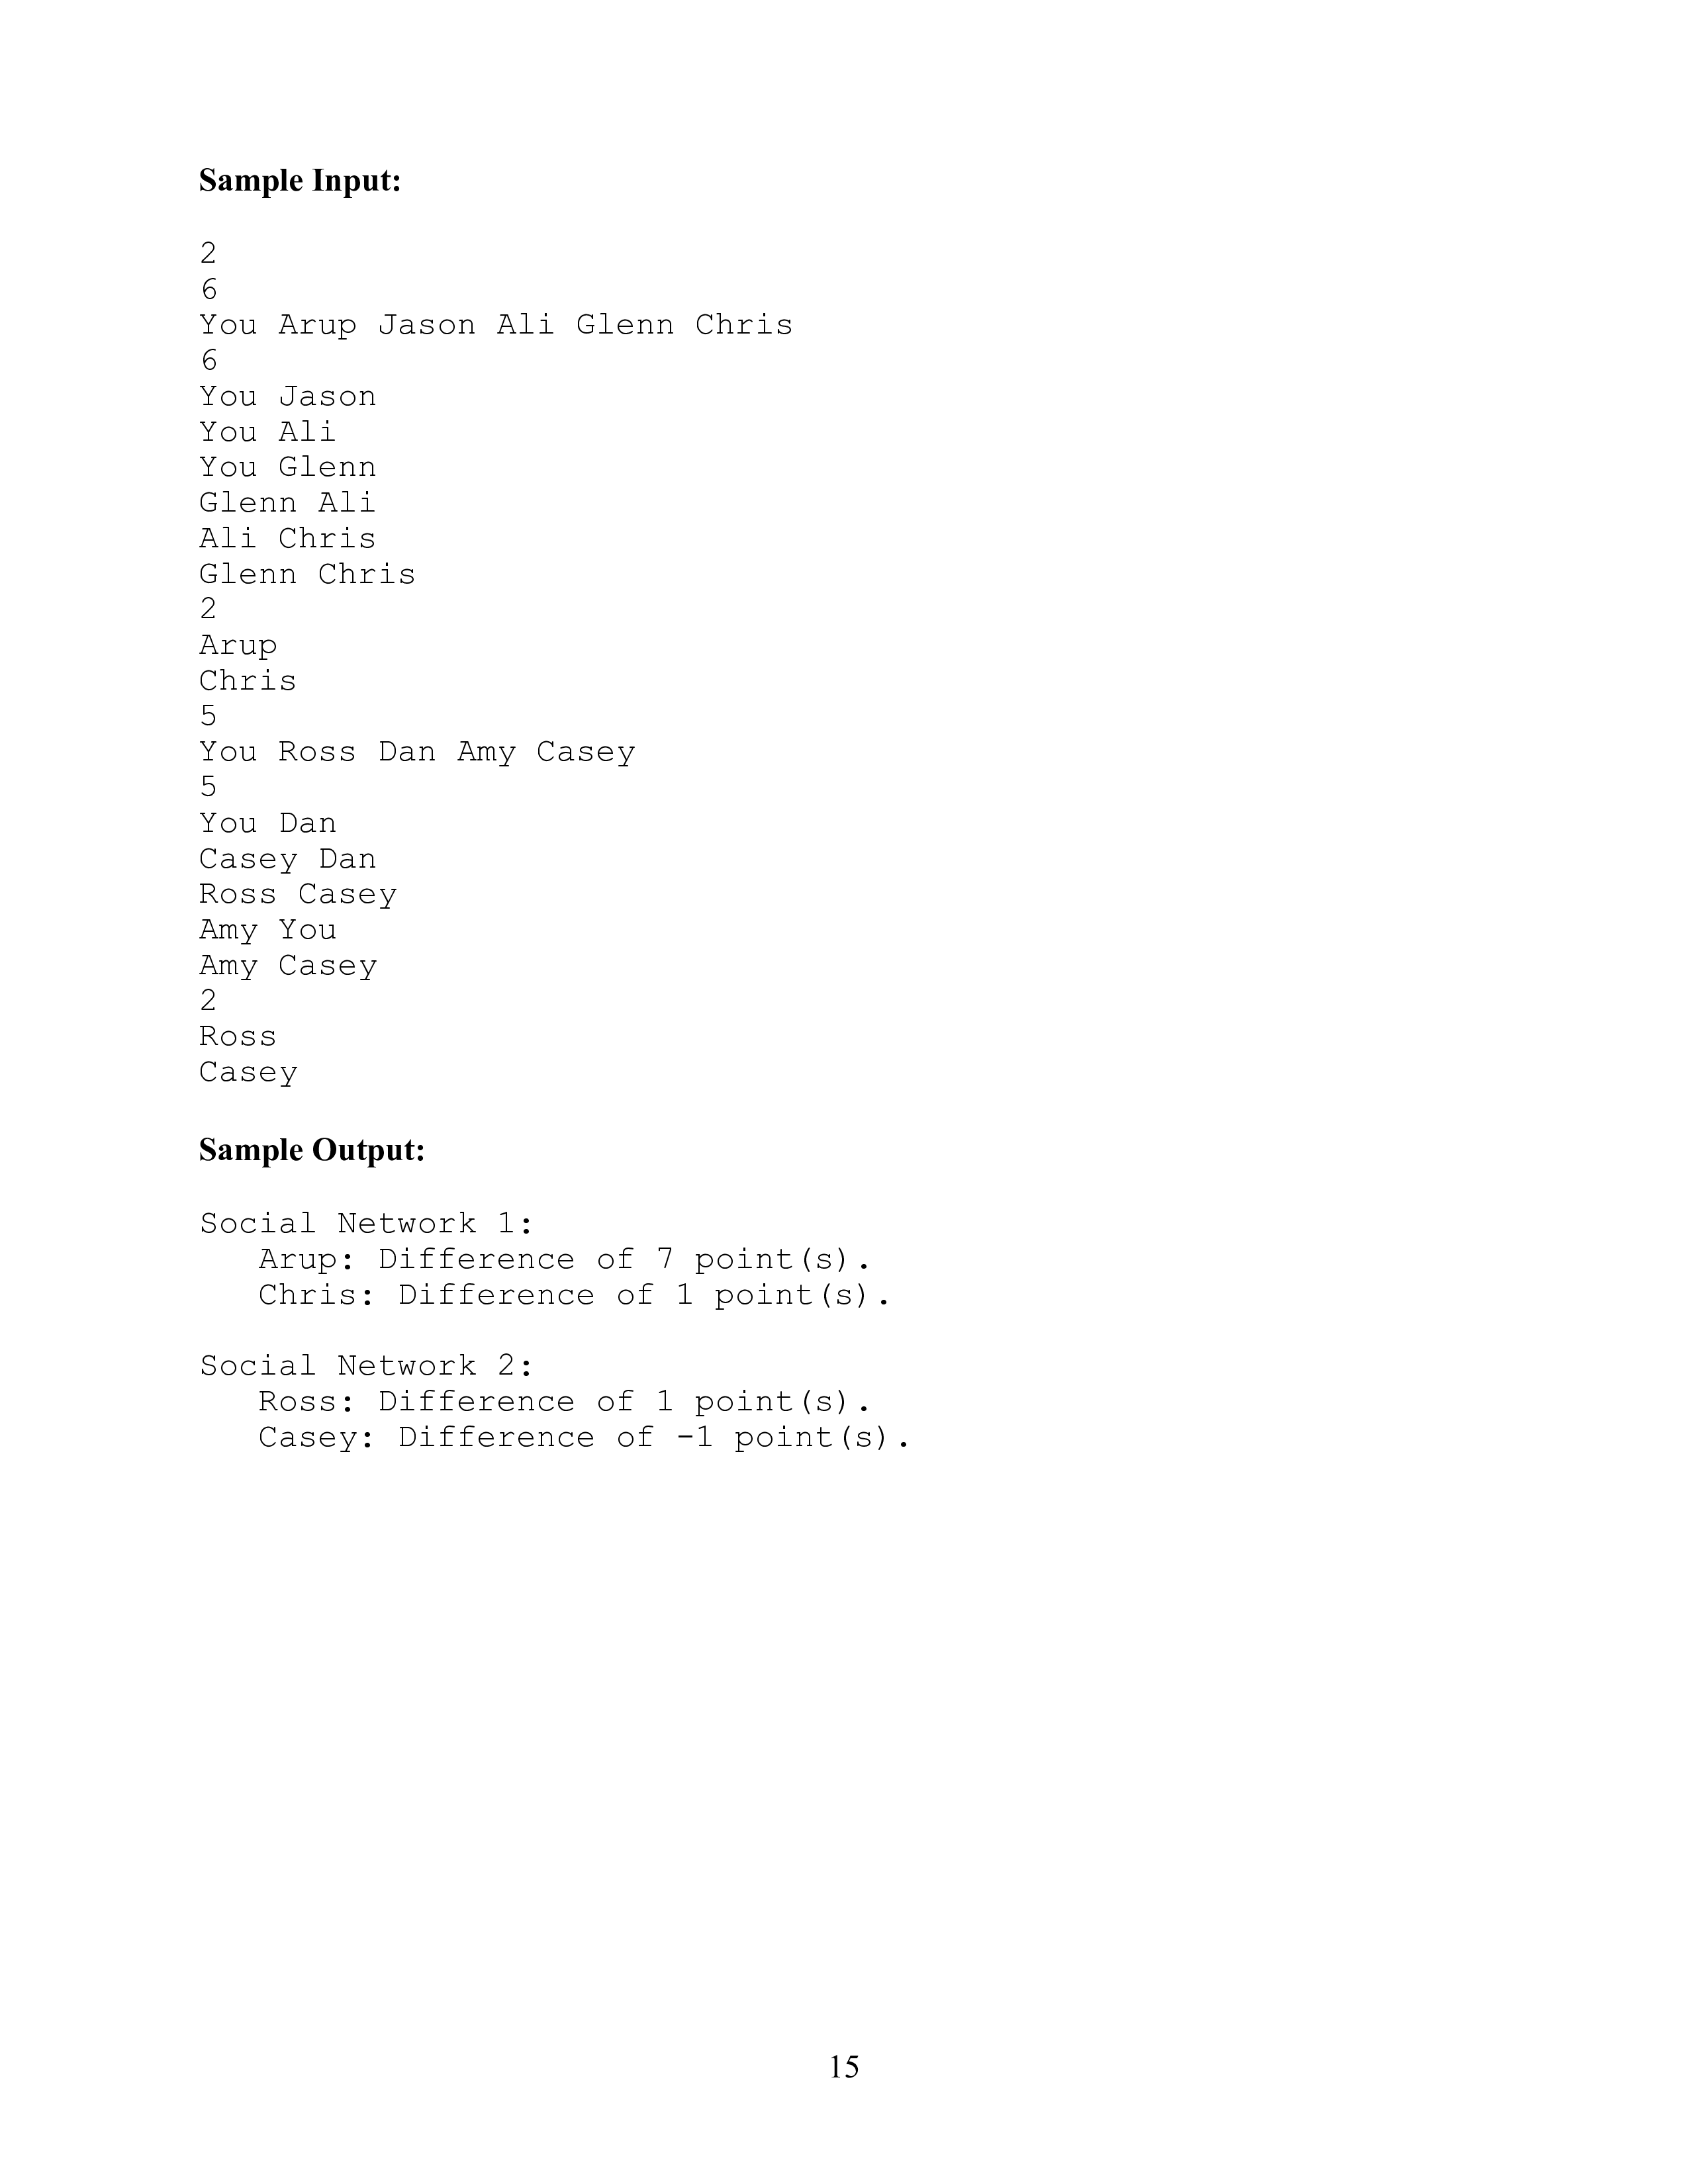 Sample Input:
2
6
You Arup Jason Ali Glenn Chris
6
You Jason
You Ali
You Glenn
Glenn Ali
Ali Chris
Glenn Chris
2
Arup
Chris
5
You Ross Dan Amy Casey
5
You Dan
Casey Dan
Ross Casey
Amy You
Amy Casey
2
Ross
Casey
Sample Output:
Social Network 1:
   Arup: Difference of 7 point(s).
   Chris: Difference of 1 point(s).
Social Network 2:
   Ross: Difference of 1 point(s).
   Casey: Difference of -1 point(s).
15